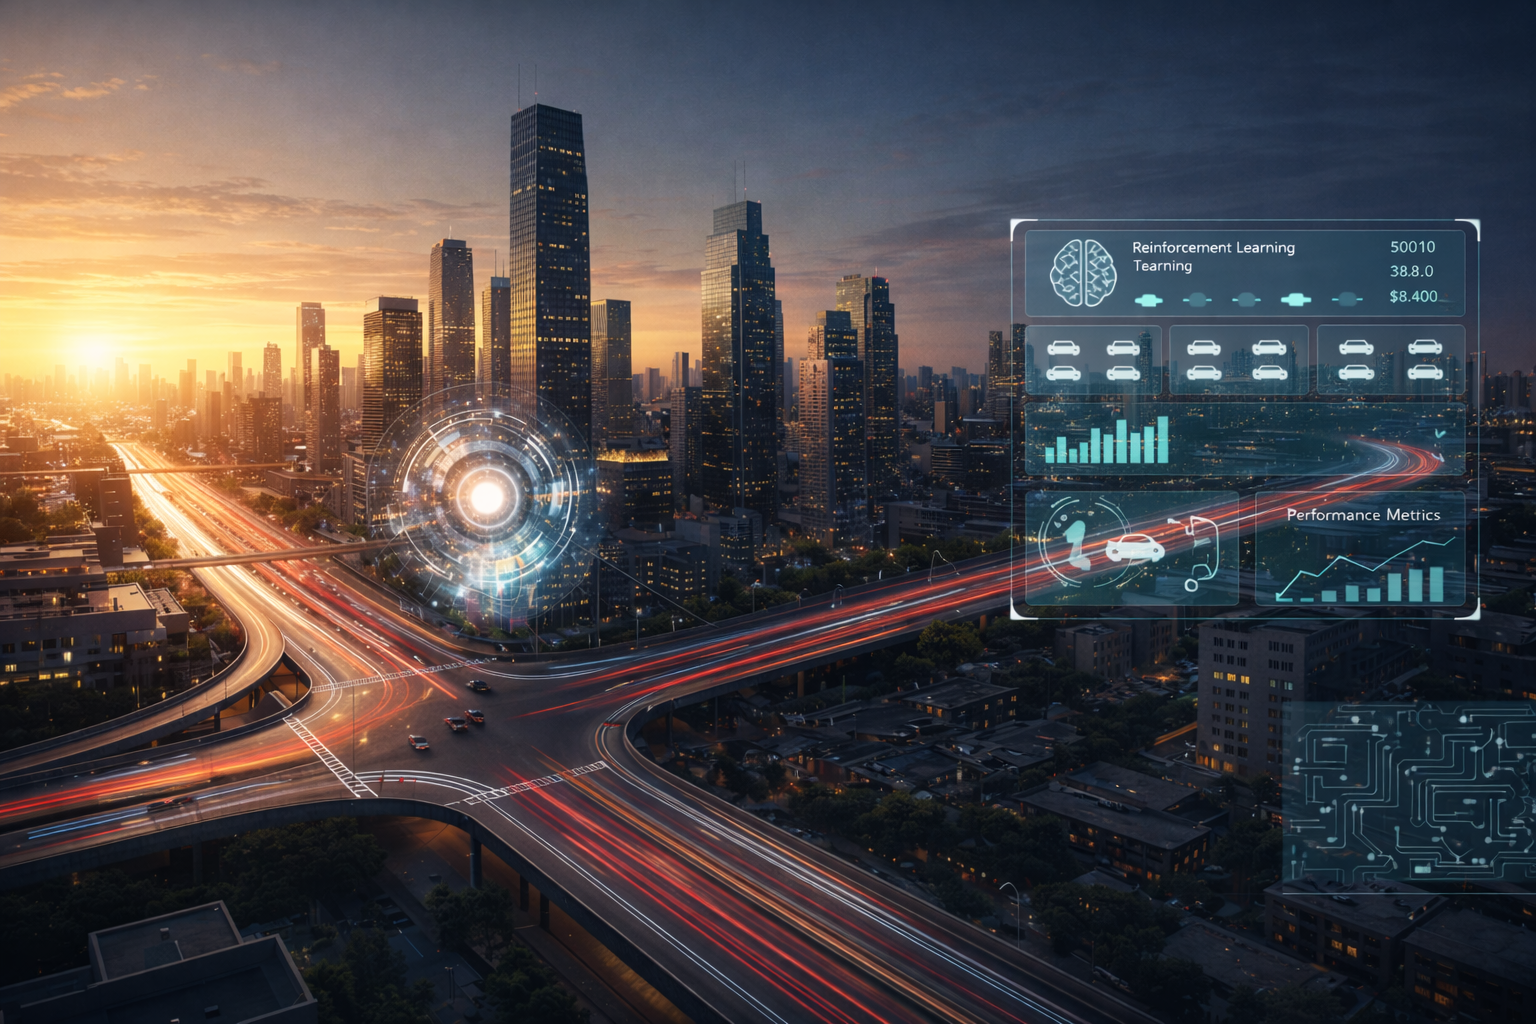 Reinforcement Learning
Tearning
50010
38.8.0
$8.400
Performance Metrics